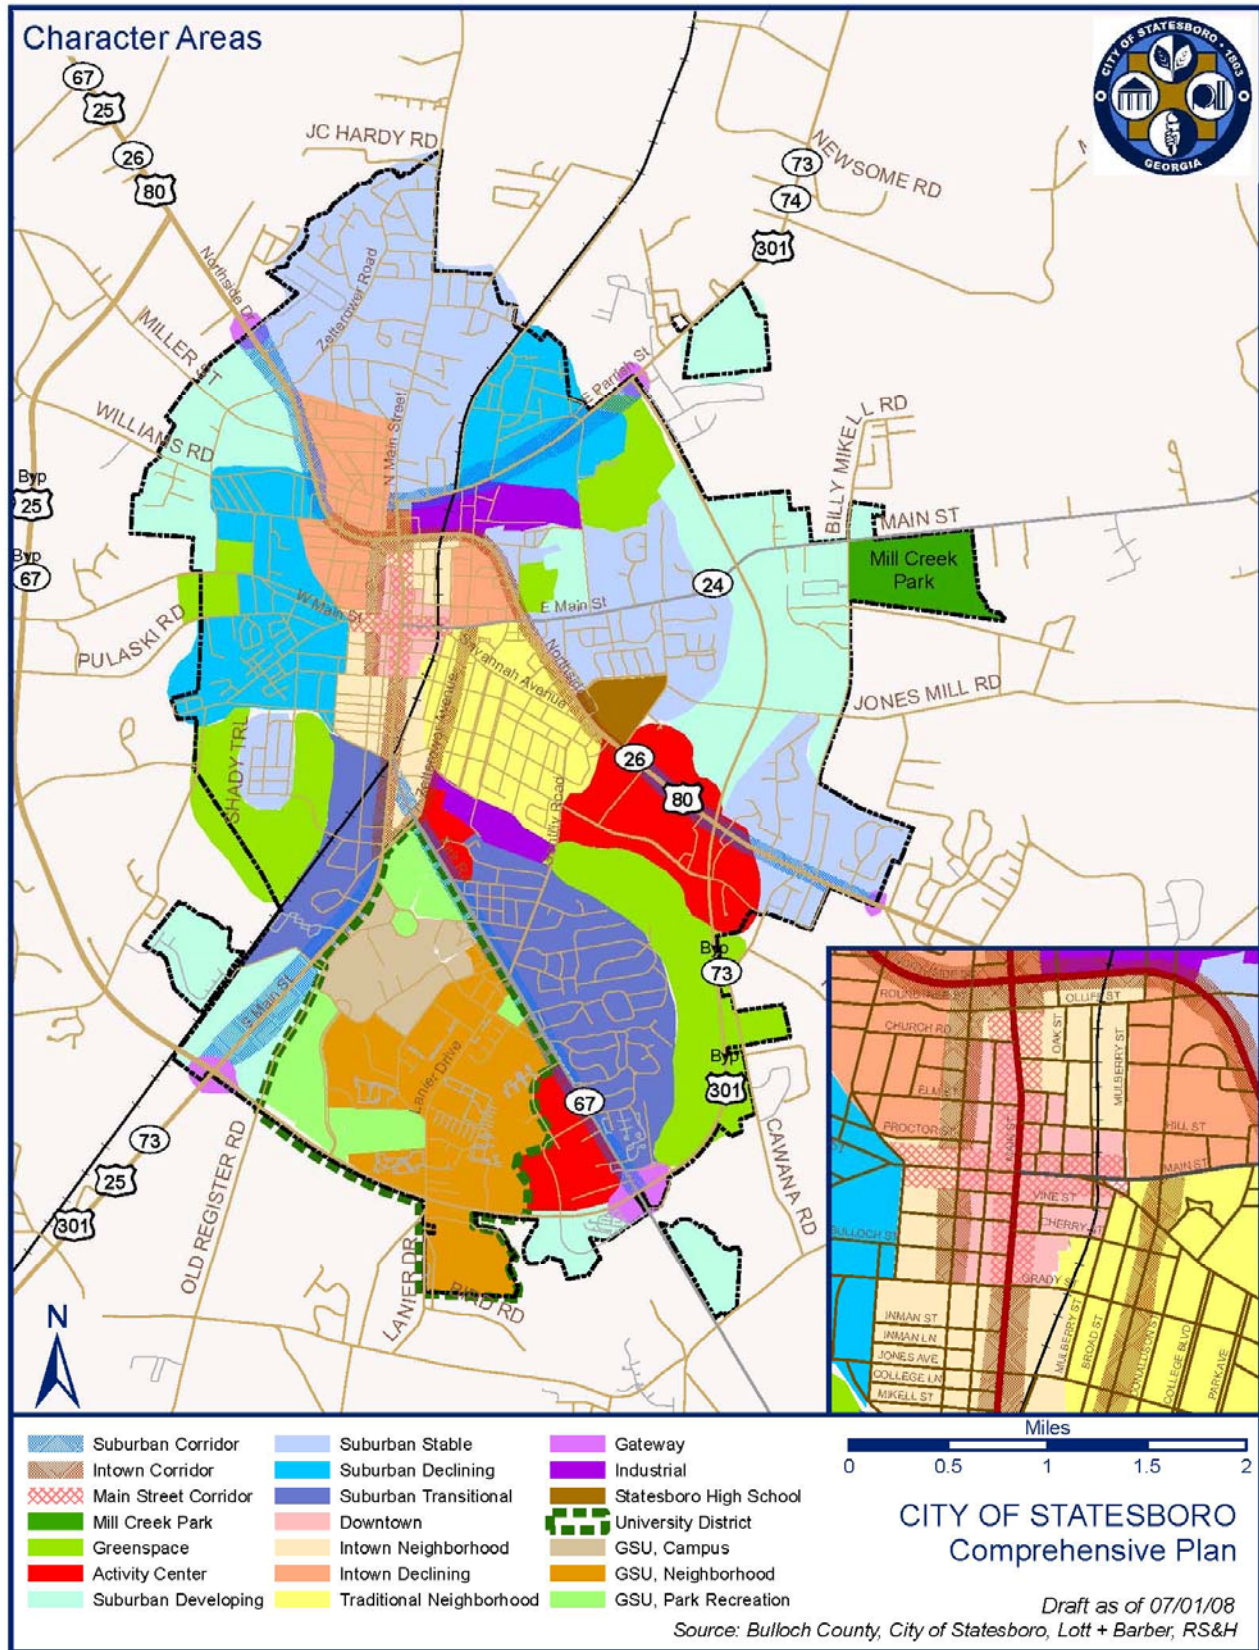 Character Areas
CITY OF STATESBORO • 1803
GEORGIA
67
25
26
80
JC HARDY RD
NEWSOME RD
73
74
301
Northside Dr
Zetterower Road
MILLER ST
WILLIAMS RD
N Main Street
E Parrish St
BILLY MIKELL RD
MAIN ST
Byp
25
Byp
67
Mill Creek
Park
24
W Main St
E Main St
PULASKI RD
Savannah Avenue
JONES MILL RD
SHADY TRL
Zetterower Avenue
26
80
Byp
73
S Main St
Lanier Drive
Byp
301
67
CAWANA RD
73
25
301
OLD REGISTER RD
LANIER DR
BIRD RD
N
OLLIFF ST
CHURCH RD
OAK ST
MULBERRY ST
ELM ST
PROCTOR ST
HILL ST
MAIN ST
VINE ST
CHERRY ST
BULLOCH ST
GRADY ST
INMAN ST
INMAN LN
JONES AVE
COLLEGE LN
MIKELL ST
MULBERRY ST
BROAD ST
DONALDSON ST
COLLEGE BLVD
PARK AVE
Suburban Corridor
Intown Corridor
Main Street Corridor
Mill Creek Park
Greenspace
Activity Center
Suburban Developing
Suburban Stable
Suburban Declining
Suburban Transitional
Downtown
Intown Neighborhood
Intown Declining
Traditional Neighborhood
Gateway
Industrial
Statesboro High School
University District
GSU, Campus
GSU, Neighborhood
GSU, Park Recreation
Miles
0 0.5 1 1.5 2
CITY OF STATESBORO
Comprehensive Plan
Draft as of 07/01/08
Source: Bulloch County, City of Statesboro, Lott + Barber, RS&H